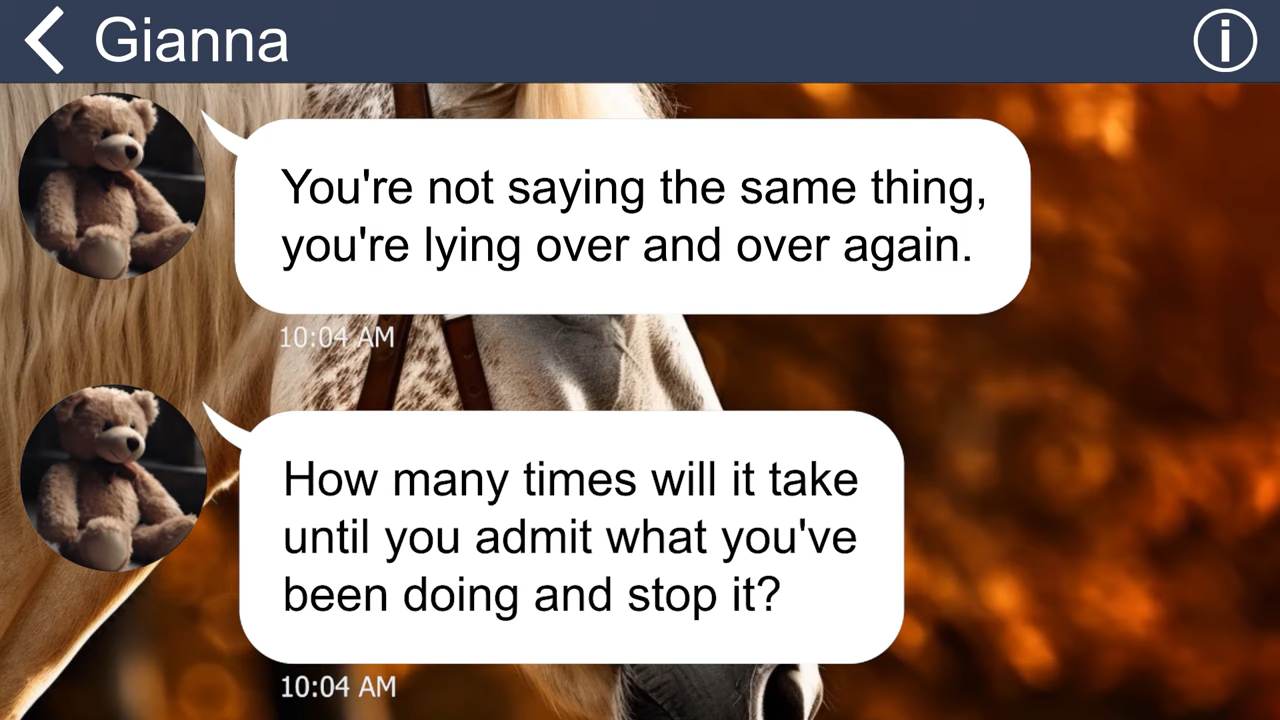 Gianna
You're not saying the same thing,
you're lying over and over again.
10:04 AM
How many times will it take
until you admit what you've
been doing and stop it?
10:04 AM